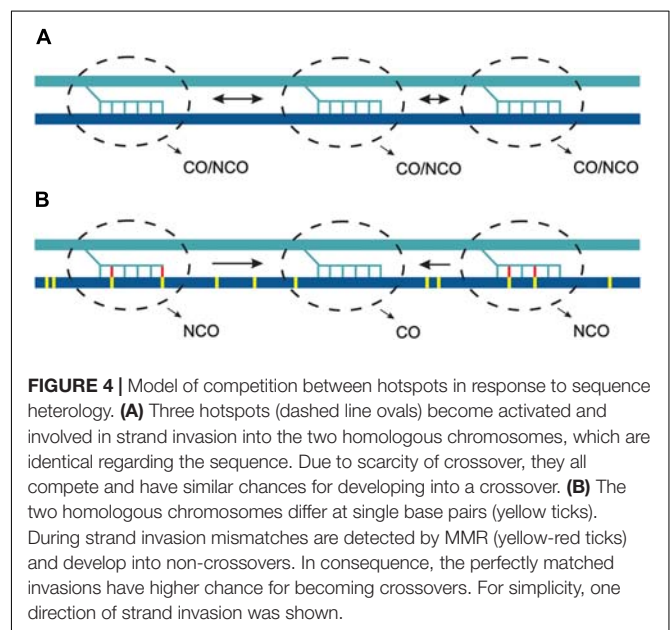 A
CO/NCO CO/NCO CO/NCO
B
NCO CO NCO
FIGURE 4 | Model of competition between hotspots in response to sequence
heterology. (A) Three hotspots (dashed line ovals) become activated and
involved in strand invasion into the two homologous chromosomes, which are
identical regarding the sequence. Due to scarcity of crossover, they all
compete and have similar chances for developing into a crossover. (B) The
two homologous chromosomes differ at single base pairs (yellow ticks).
During strand invasion mismatches are detected by MMR (yellow-red ticks)
and develop into non-crossovers. In consequence, the perfectly matched
invasions have higher chance for becoming crossovers. For simplicity, one
direction of strand invasion was shown.